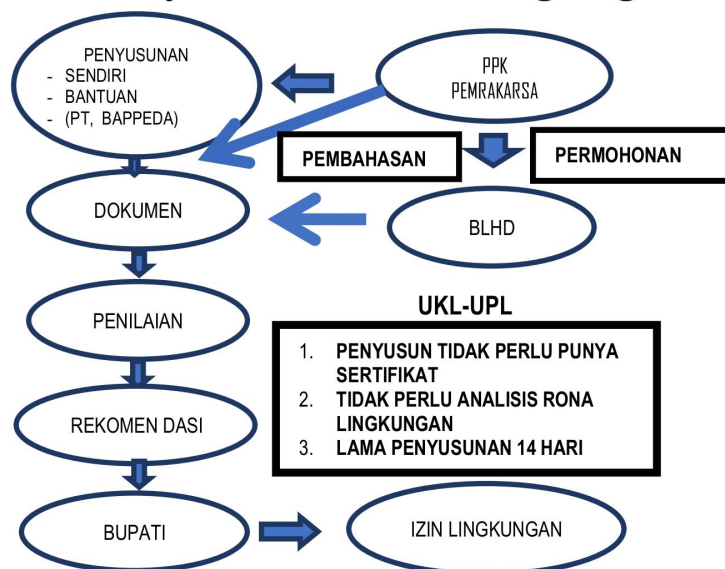 PENYUSUNAN
- SENDIRI
- BANTUAN
- (PT, BAPPEDA)
PPK
PEMRAKARSA
PEMBAHASAN
PERMOHONAN
DOKUMEN
BLHD
PENILAIAN
UKL-UPL
1. PENYUSUN TIDAK PERLU PUNYA
SERTIFIKAT
2. TIDAK PERLU ANALISIS RONA
LINGKUNGAN
3. LAMA PENYUSUNAN 14 HARI
REKOMEN DASI
BUPATI
IZIN LINGKUNGAN